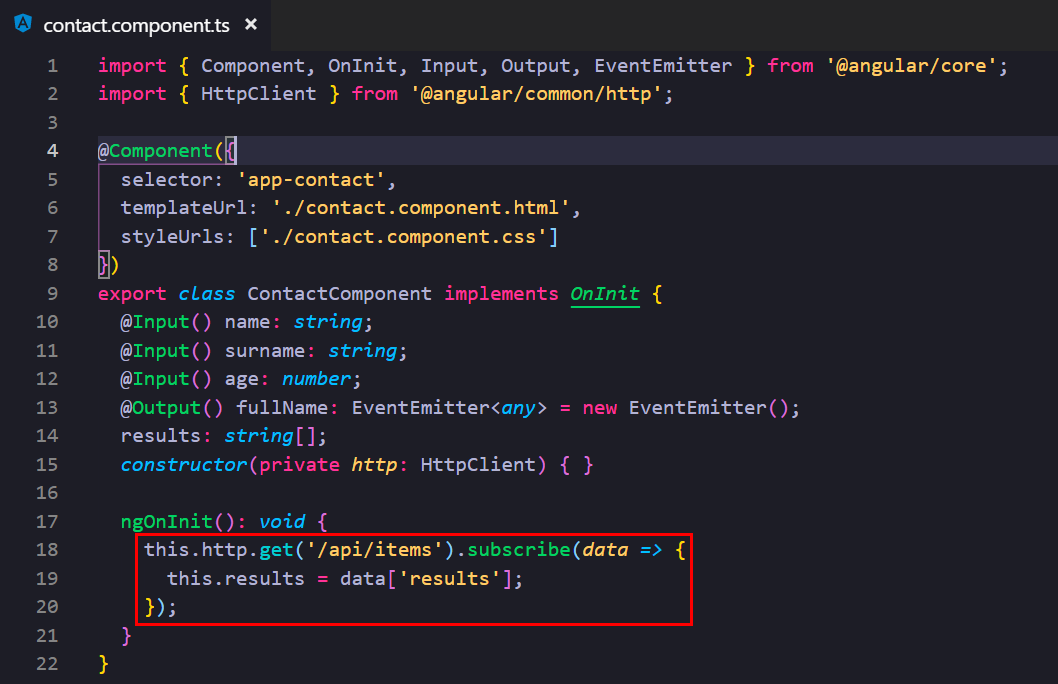 contact.component.ts ×
1 import { Component, OnInit, Input, Output, EventEmitter } from '@angular/core';
2 import { HttpClient } from '@angular/common/http';
3
4 @Component({
5   selector: 'app-contact',
6   templateUrl: './contact.component.html',
7   styleUrls: ['./contact.component.css']
8 })
9 export class ContactComponent implements OnInit {
10   @Input() name: string;
11   @Input() surname: string;
12   @Input() age: number;
13   @Output() fullName: EventEmitter<any> = new EventEmitter();
14   results: string[];
15   constructor(private http: HttpClient) { }
16
17   ngOnInit(): void {
18     this.http.get('/api/items').subscribe(data => {
19       this.results = data['results'];
20     });
21   }
22 }